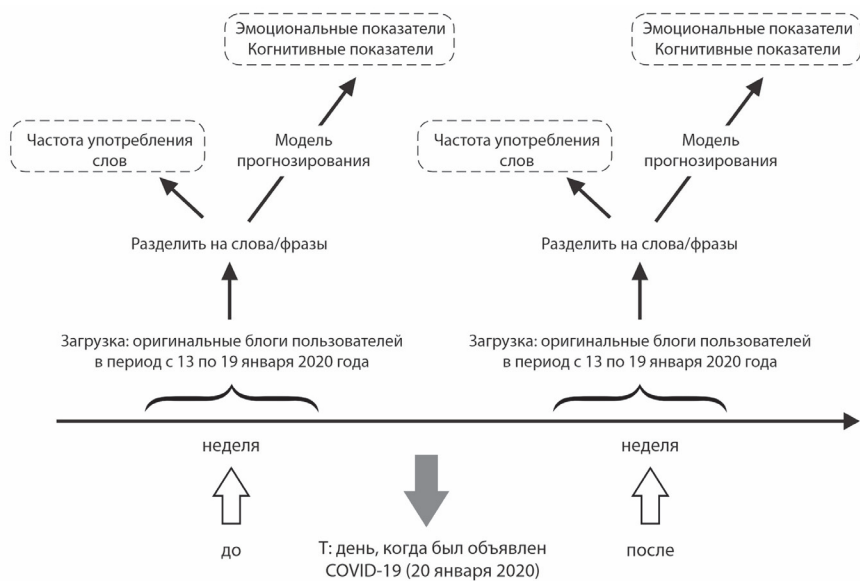 Эмоциональные показатели
Когнитивные показатели
Частота употребления
слов
Модель
прогнозирования
Разделить на слова/фразы
Загрузка: оригинальные блоги пользователей
в период с 13 по 19 января 2020 года
неделя
до
Эмоциональные показатели
Когнитивные показатели
Частота употребления
слов
Модель
прогнозирования
Разделить на слова/фразы
Загрузка: оригинальные блоги пользователей
в период с 13 по 19 января 2020 года
неделя
после
Т: день, когда был объявлен
COVID-19 (20 января 2020)